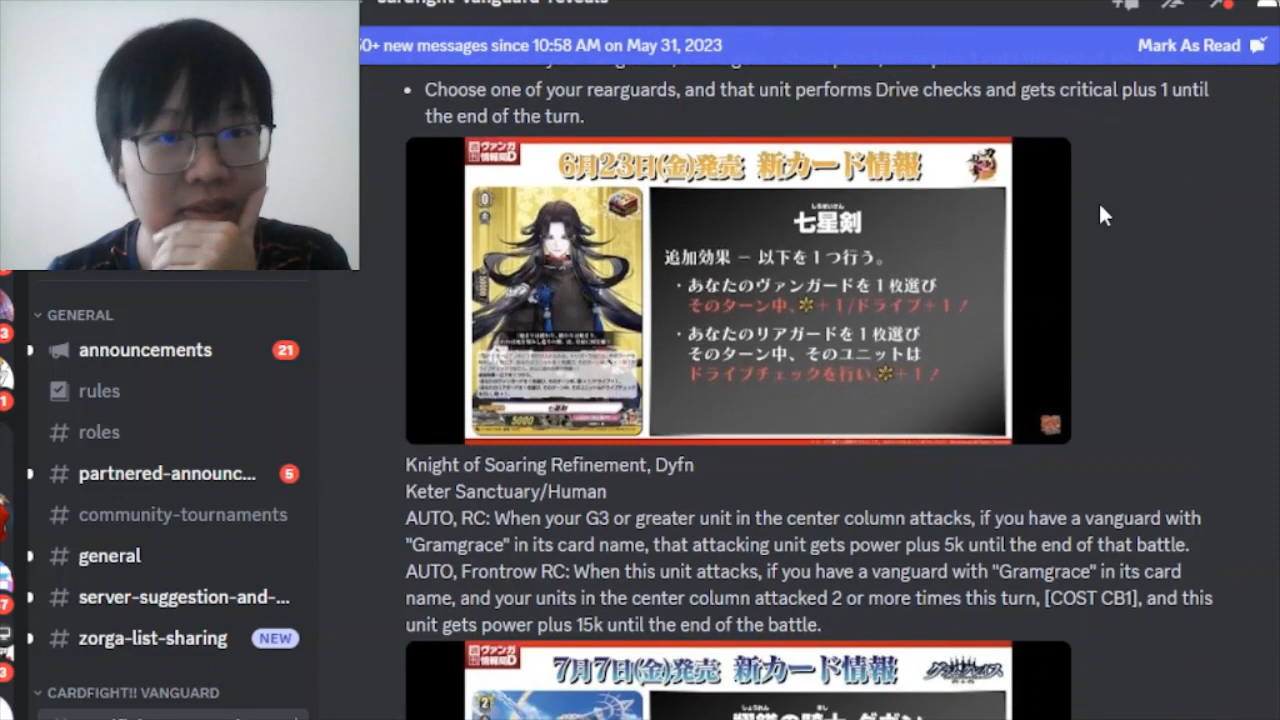 50+ new messages since 10:58 AM on May 31, 2023
Mark As Read
• Choose one of your rearguards, and that unit performs Drive checks and gets critical plus 1 until
the end of the turn.
6月23日(金)発売 新カード情報
七星剣
追加効果 − 以下を1つ行う。
・あなたのヴァンガードを1枚選び
そのターン中、+1/ドライブ+1!
・あなたのリアガードを1枚選び
そのターン中、そのユニットは
ドライブチェックを行い、+1!
0
5000
七星剣
Knight of Soaring Refinement, Dyfn
Keter Sanctuary/Human
AUTO, RC: When your G3 or greater unit in the center column attacks, if you have a vanguard with
"Gramgrace" in its card name, that attacking unit gets power plus 5k until the end of that battle.
AUTO, Frontrow RC: When this unit attacks, if you have a vanguard with "Gramgrace" in its card
name, and your units in the center column attacked 2 or more times this turn, [COST CB1], and this
unit gets power plus 15k until the end of the battle.
7月7日(金)発売 新カード情報
2
GENERAL
announcements
21
rules
# roles
# partnered-announc...
5
# community-tournaments
# general
# server-suggestion-and-...
# zorga-list-sharing
NEW
CARDFIGHT!! VANGUARD